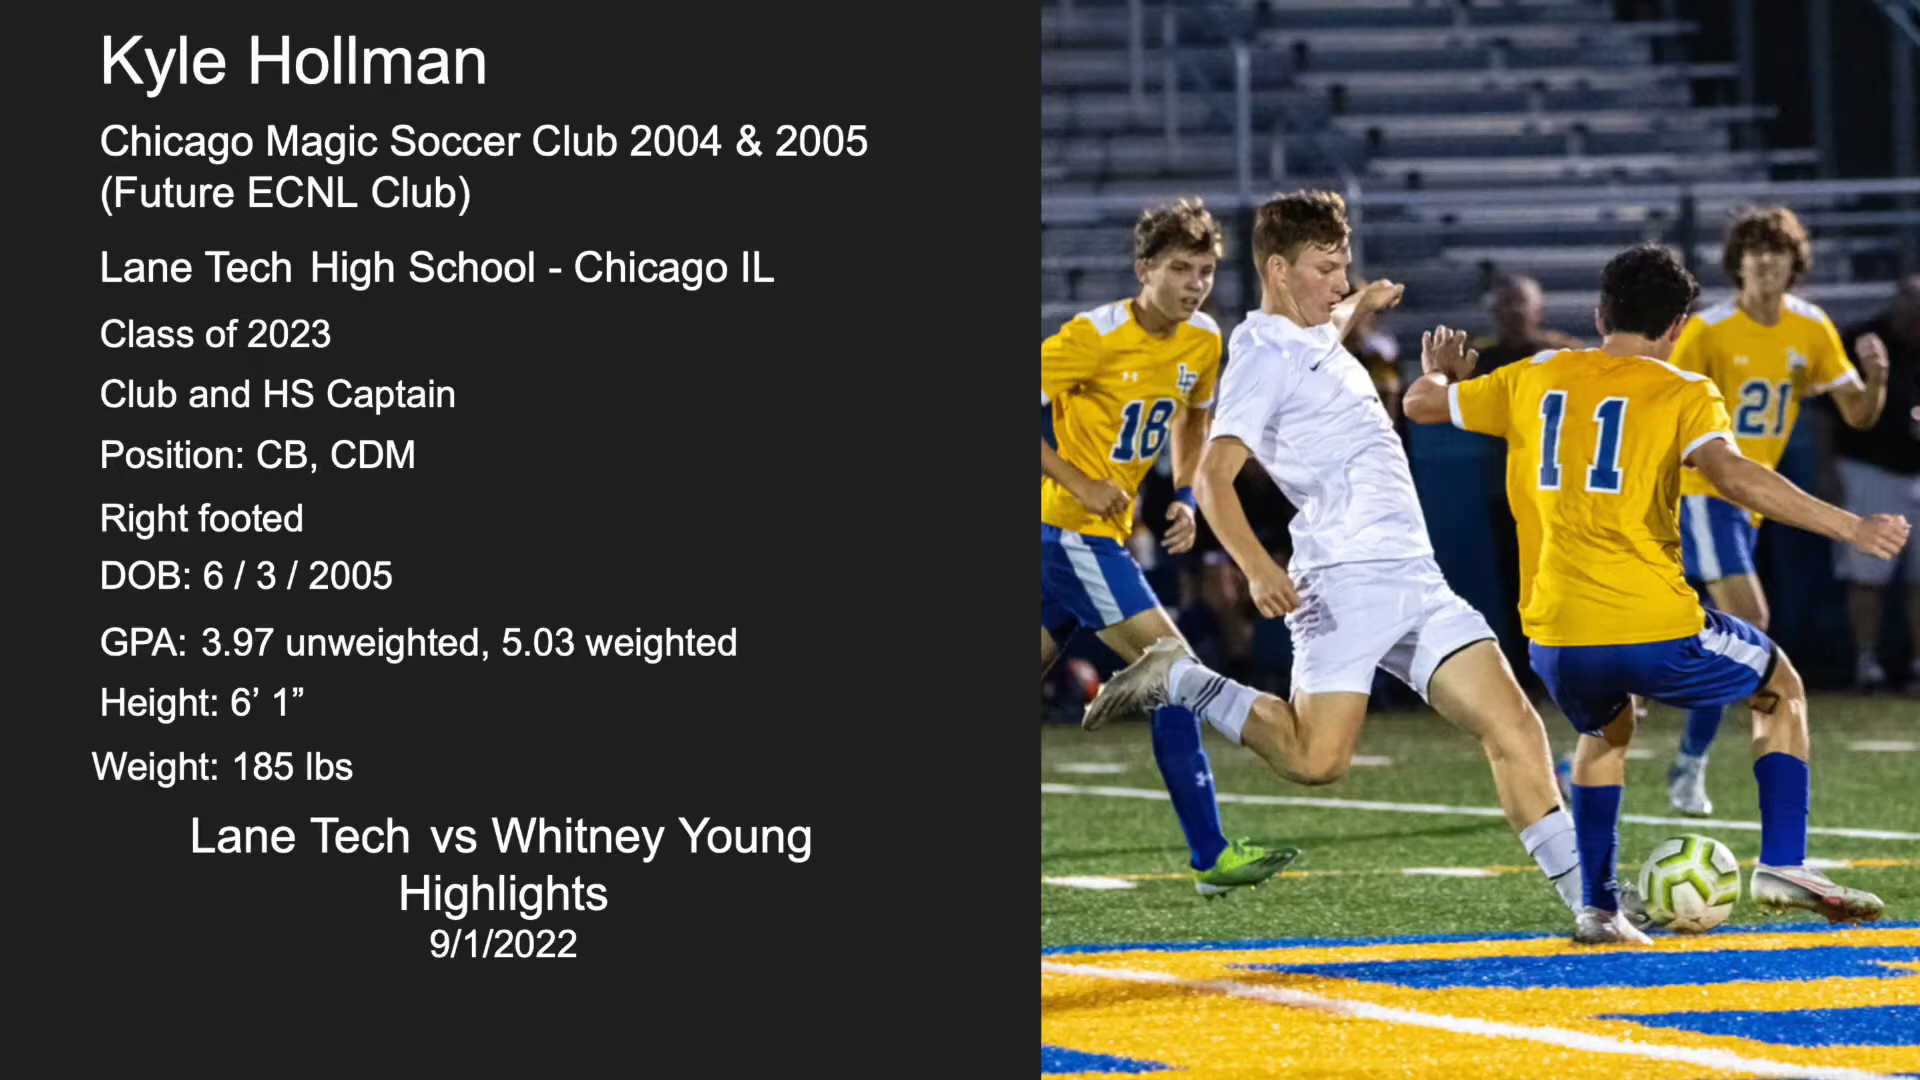 Kyle Hollman
Chicago Magic Soccer Club 2004 & 2005
(Future ECNL Club)
Lane Tech High School - Chicago IL
Class of 2023
Club and HS Captain
Position: CB, CDM
Right footed
DOB: 6 / 3 / 2005
GPA: 3.97 unweighted, 5.03 weighted
Height: 6’ 1”
Weight: 185 lbs
Lane Tech vs Whitney Young
Highlights
9/1/2022
LF
18
11
21